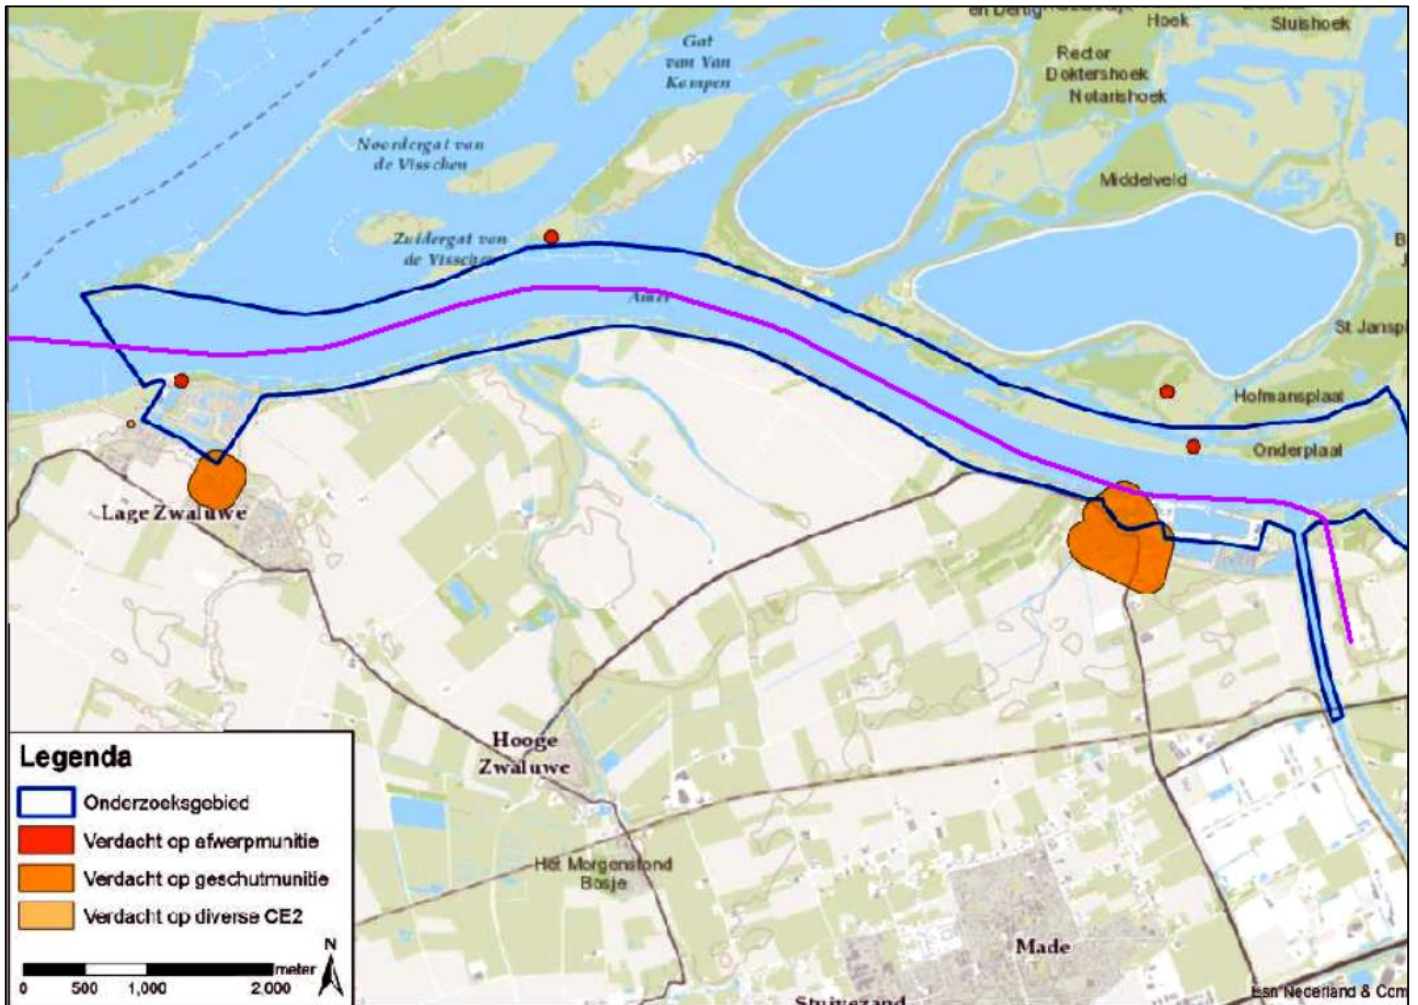 Hoek
Sluishoek
Gat
van Van
Kampen
Rector
Doktershoek
Notarishoek
Noordergat van
de Visschen
Middelveld
Zuidergat van
de Visschen
Amer
St Janspl
Hofmansplaat
Onderplaat
Lage Zwaluwe
Hooge
Zwaluwe
Het Morgenstond
Bosje
Made
Stuivezand
Legenda
Onderzoeksgebied
Verdacht op afwerpmunitie
Verdacht op geschutmunitie
Verdacht op diverse CE2
N
meter
0 500 1,000 2,000
Esri Nederland & Com